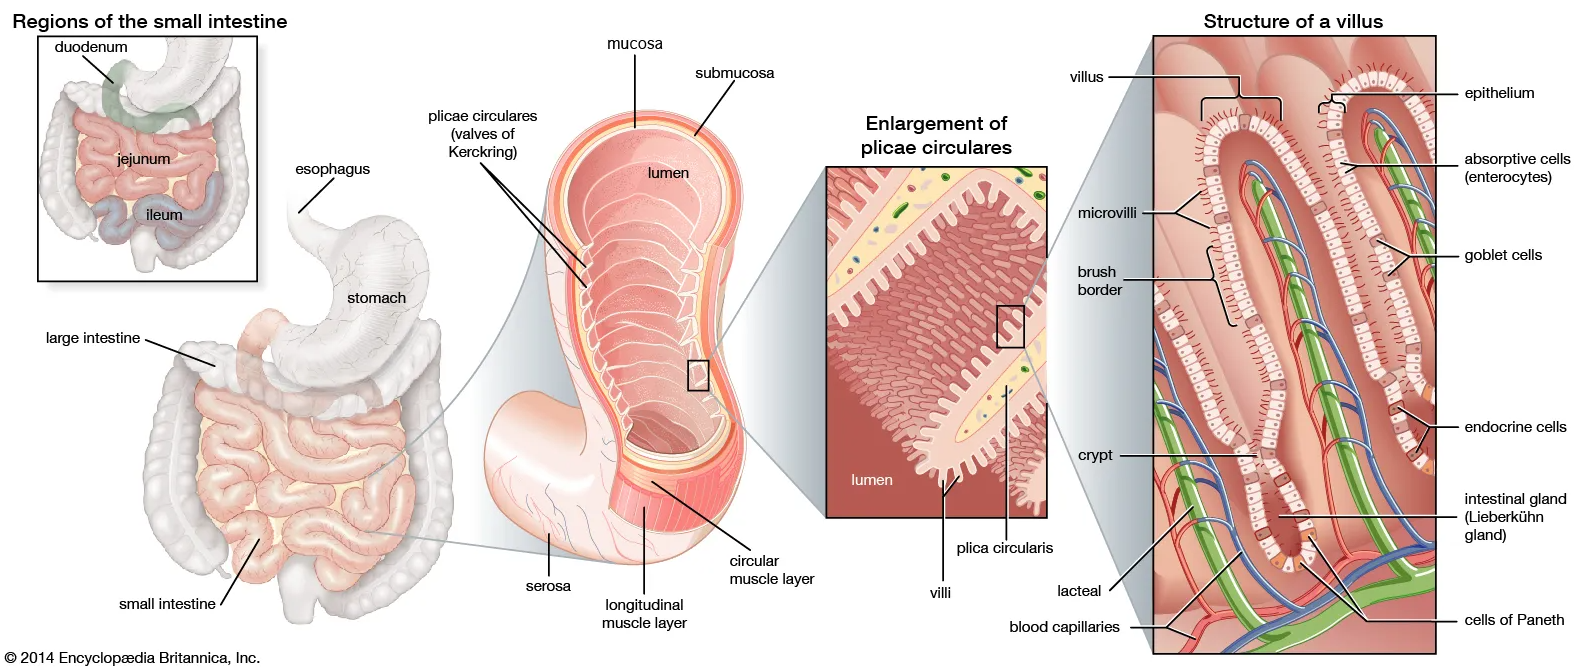 Regions of the small intestine
duodenum
jejunum
ileum
esophagus
stomach
large intestine
small intestine
mucosa
submucosa
plicae circulares
(valves of
Kerckring)
lumen
serosa
longitudinal
muscle layer
circular
muscle layer
Enlargement of
plicae circulares
lumen
villi
plica circularis
Structure of a villus
villus
microvilli
brush
border
crypt
lacteal
blood capillaries
epithelium
absorptive cells
(enterocytes)
goblet cells
endocrine cells
intestinal gland
(Lieberkühn
gland)
cells of Paneth
© 2014 Encyclopædia Britannica, Inc.